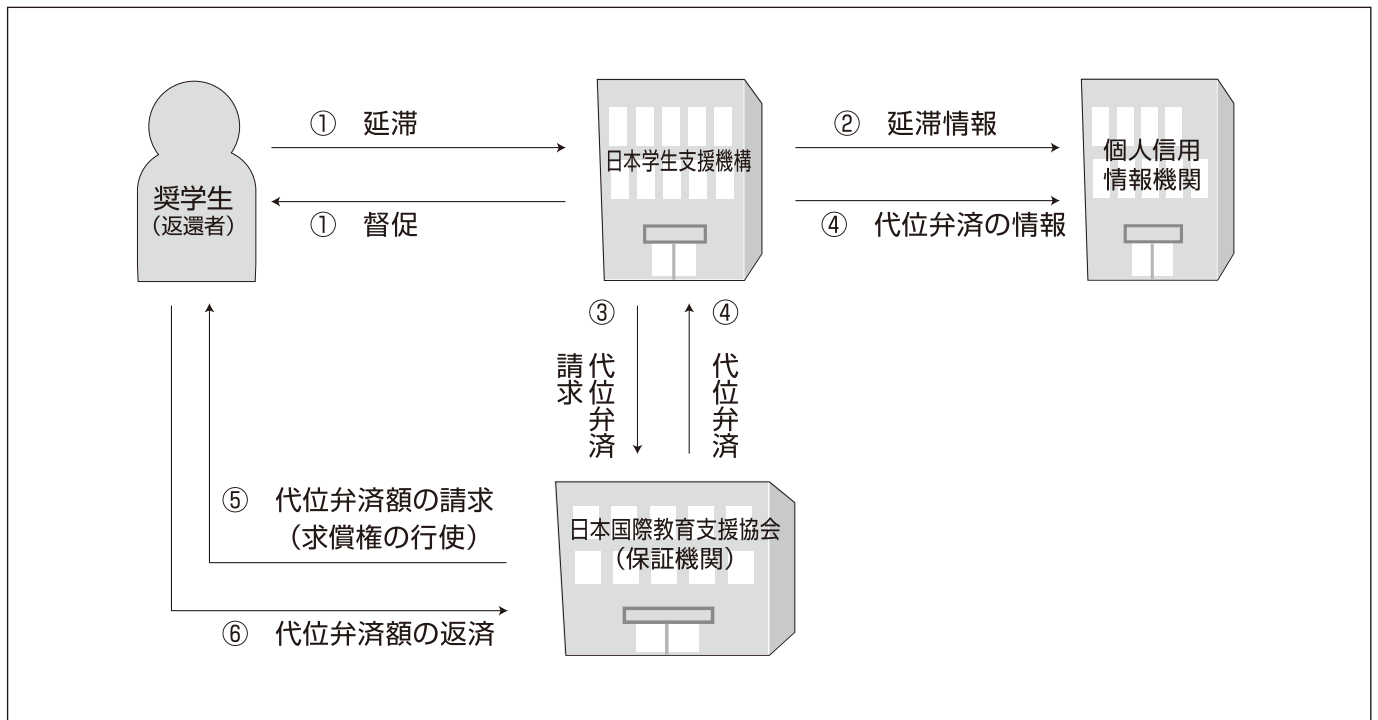 ① 延滞
② 延滞情報
日本学生支援機構
個人信用
情報機関
奨学生
（返還者）
① 督促
④ 代位弁済の情報
③ 代位弁済
請求
④ 代位弁済
⑤ 代位弁済額の請求
（求償権の行使）
日本国際教育支援協会
（保証機関）
⑥ 代位弁済額の返済